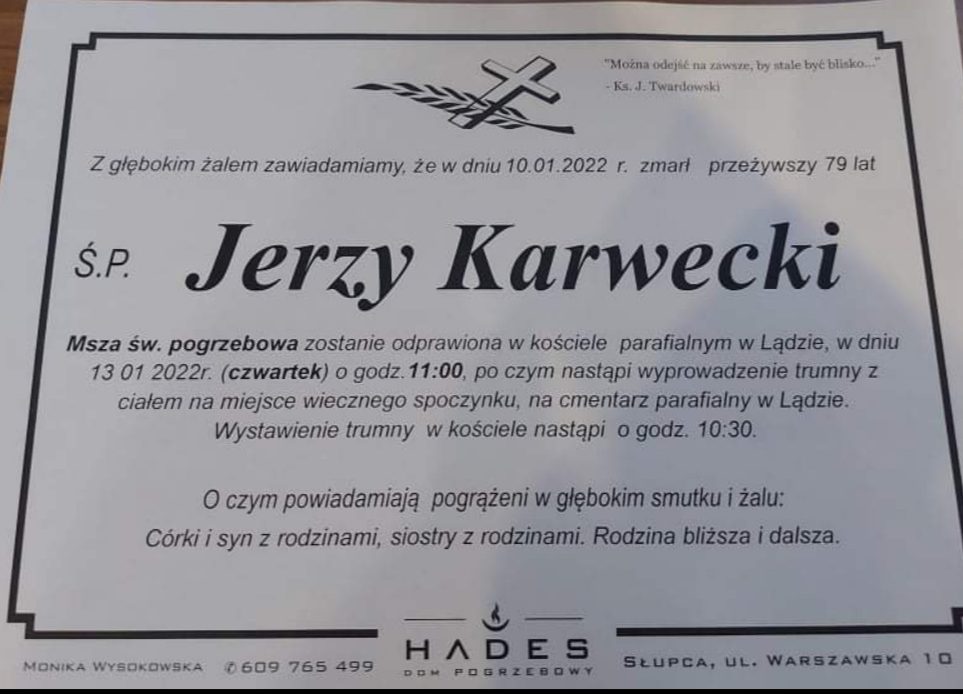 "Można odejść na zawsze, by stale być blisko..."
- Ks. J. Twardowski
Z głębokim żalem zawiadamiamy, że w dniu 10.01.2022 r. zmarł przeżywszy 79 lat
Ś.P. Jerzy Karwecki
Msza św. pogrzebowa zostanie odprawiona w kościele parafialnym w Lądzie, w dniu
13 01 2022r. (czwartek) o godz. 11:00, po czym nastąpi wyprowadzenie trumny z
ciałem na miejsce wiecznego spoczynku, na cmentarz parafialny w Lądzie.
Wystawienie trumny w kościele nastąpi o godz. 10:30.
O czym powiadamiają pogrążeni w głębokim smutku i żalu:
Córki i syn z rodzinami, siostry z rodzinami. Rodzina bliższa i dalsza.
HADES
DOM POGRZEBOWY
MONIKA WYSOKOWSKA ✆ 609 765 499
SŁUPCA, UL. WARSZAWSKA 10